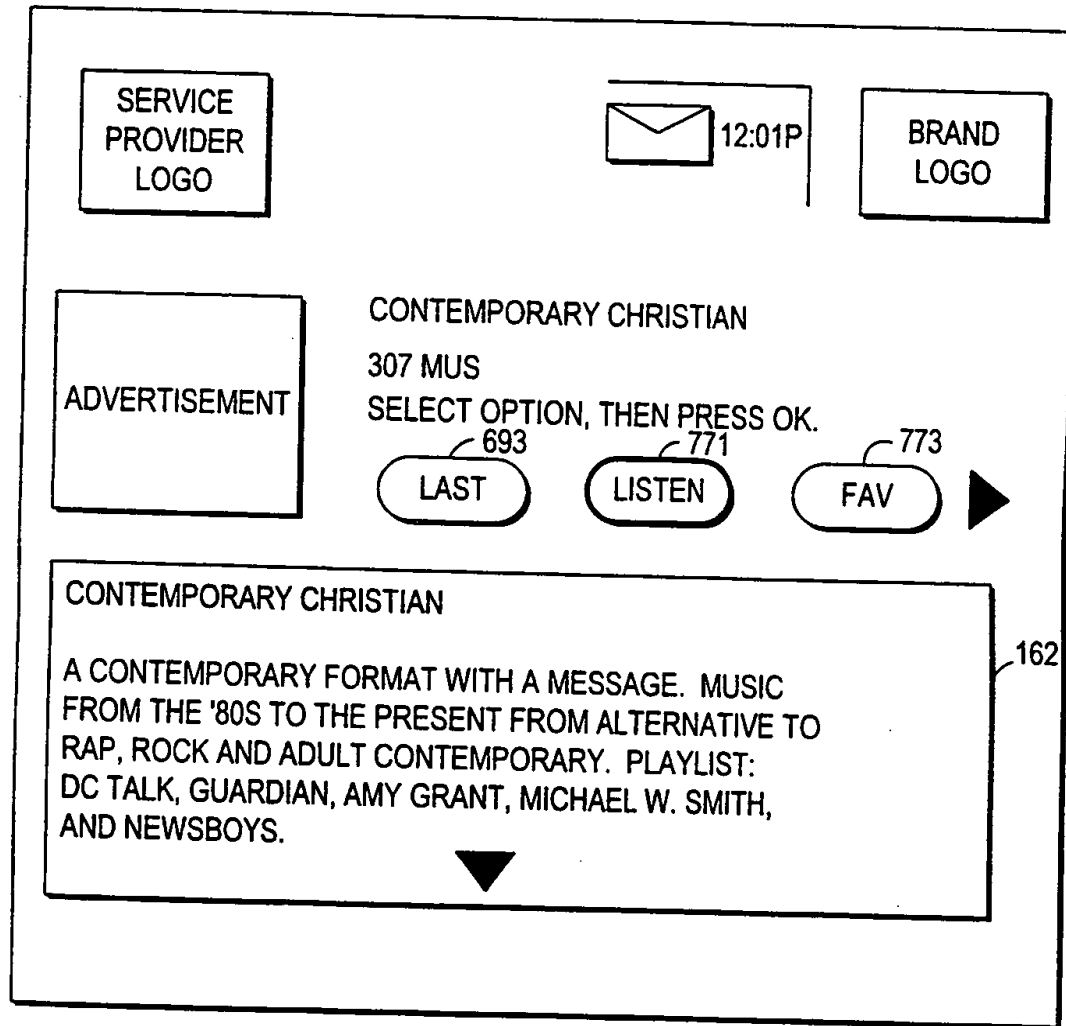 SERVICE
PROVIDER
LOGO
12:01P
BRAND
LOGO
ADVERTISEMENT
CONTEMPORARY CHRISTIAN
307 MUS
SELECT OPTION, THEN PRESS OK.
693
771
773
LAST
LISTEN
FAV
CONTEMPORARY CHRISTIAN
162
A CONTEMPORARY FORMAT WITH A MESSAGE. MUSIC
FROM THE '80S TO THE PRESENT FROM ALTERNATIVE TO
RAP, ROCK AND ADULT CONTEMPORARY. PLAYLIST:
DC TALK, GUARDIAN, AMY GRANT, MICHAEL W. SMITH,
AND NEWSBOYS.